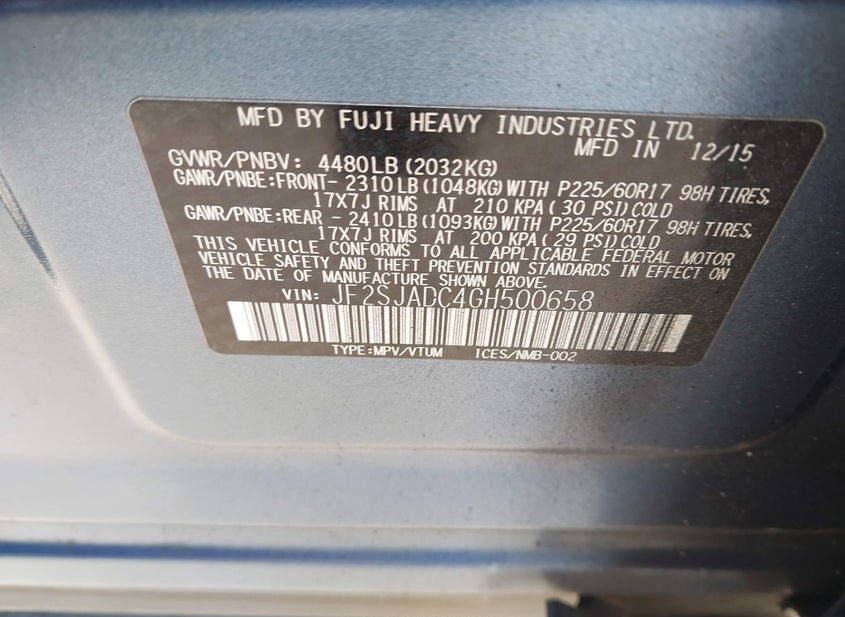 MFD BY FUJI HEAVY INDUSTRIES LTD.
MFD IN 12/15
GVWR/PNBV: 4480LB (2032KG)
GAWR/PNBE:FRONT- 2310LB (1048KG) WITH P225/60R17 98H TIRES,
17X7J RIMS AT 210 KPA (30 PSI) COLD
GAWR/PNBE:REAR - 2410LB (1093KG) WITH P225/60R17 98H TIRES,
17X7J RIMS AT 200 KPA (29 PSI) COLD
THIS VEHICLE CONFORMS TO ALL APPLICABLE FEDERAL MOTOR
VEHICLE SAFETY AND THEFT PREVENTION STANDARDS IN EFFECT ON
THE DATE OF MANUFACTURE SHOWN ABOVE.
VIN: JF2SJADC4GH500658
TYPE:MPV/VTUM ICES/NMB-002